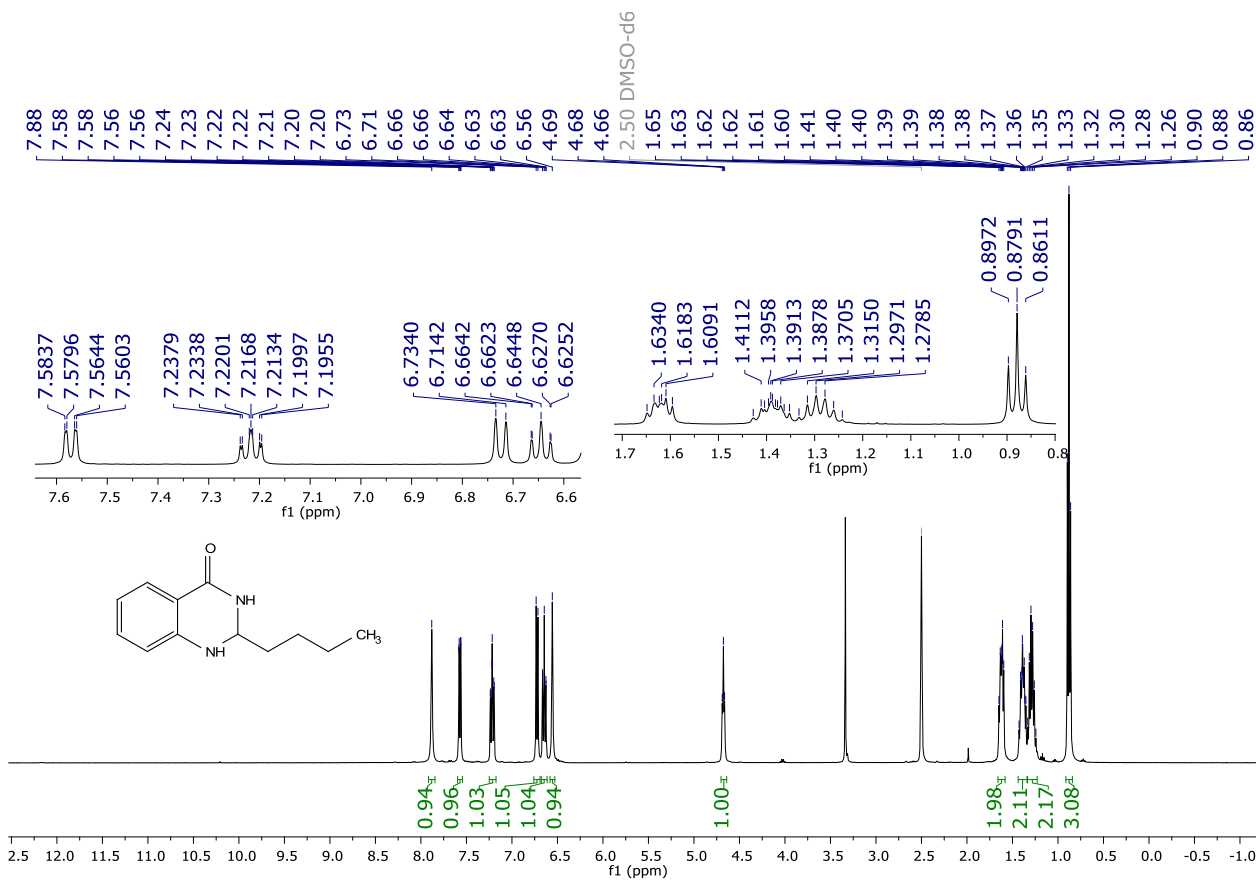 2.50 DMSO-d6
7.88 7.58 7.58 7.56 7.56 7.24 7.23 7.22 7.22 7.21 7.20 7.20 6.73 6.71 6.66 6.66 6.64 6.63 6.63 6.56 4.69 4.68 4.66 1.65 1.63 1.62 1.62 1.61 1.60 1.41 1.40 1.40 1.39 1.39 1.38 1.38 1.37 1.36 1.35 1.33 1.32 1.30 1.28 1.26 0.90 0.88 0.86
7.5837 7.5796 7.5644 7.5603 7.2379 7.2338 7.2201 7.2168 7.2134 7.1997 7.1955 6.7340 6.7142 6.6642 6.6623 6.6448 6.6270 6.6252
7.6 7.5 7.4 7.3 7.2 7.1 7.0 6.9 6.8 6.7 6.6
f1 (ppm)
1.6340 1.6183 1.6091 1.4112 1.3958 1.3913 1.3878 1.3705 1.3150 1.2971 1.2785 0.8972 0.8791 0.8611
1.7 1.6 1.5 1.4 1.3 1.2 1.1 1.0 0.9 0.8
f1 (ppm)
O
NH
NH
CH3
0.94 0.96 1.03 1.05 1.04 0.94 1.00 1.98 2.11 2.17 3.08
2.5 12.0 11.5 11.0 10.5 10.0 9.5 9.0 8.5 8.0 7.5 7.0 6.5 6.0 5.5 5.0 4.5 4.0 3.5 3.0 2.5 2.0 1.5 1.0 0.5 0.0 -0.5 -1.0
f1 (ppm)